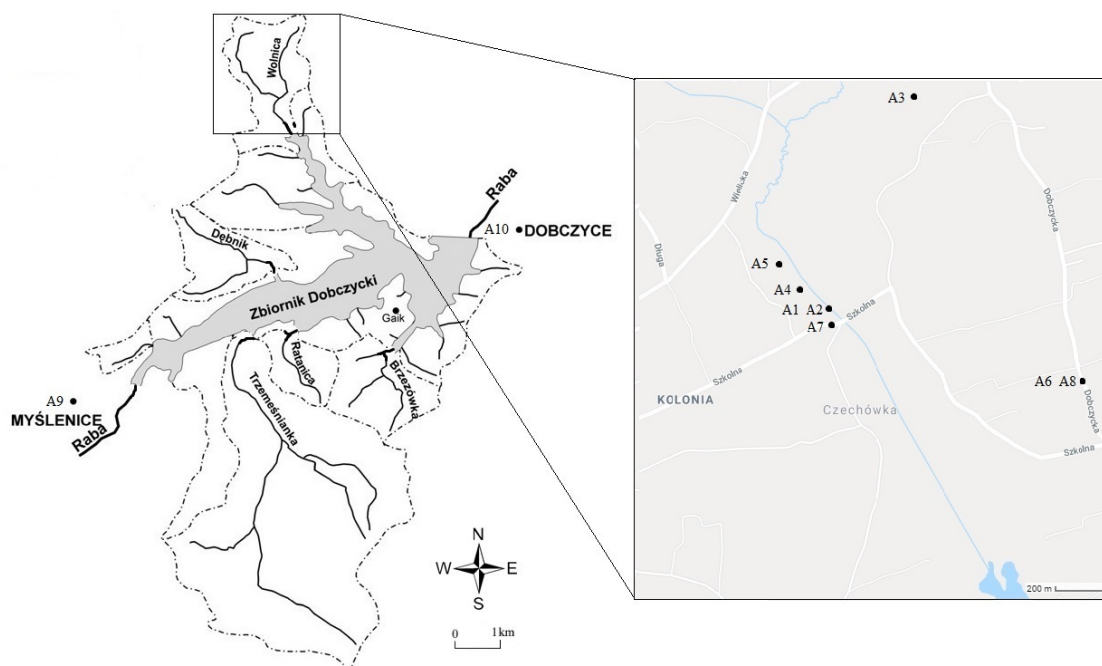 Wolnica
Raba
A10
DOBCZYCE
Dębnik
Zbiornik Dobczycki
Gaik
Ratanica
Brzezówka
Trzemeśnianka
A9
MYŚLENICE
Raba
N
W
E
S
0 1km
A3
Wielicka
Dobczycka
Długa
A5
A4
A1 A2
Szkolna
A7
Szkolna
KOLONIA
A6 A8
Czechówka
Dobczycka
Szkolna
200 m